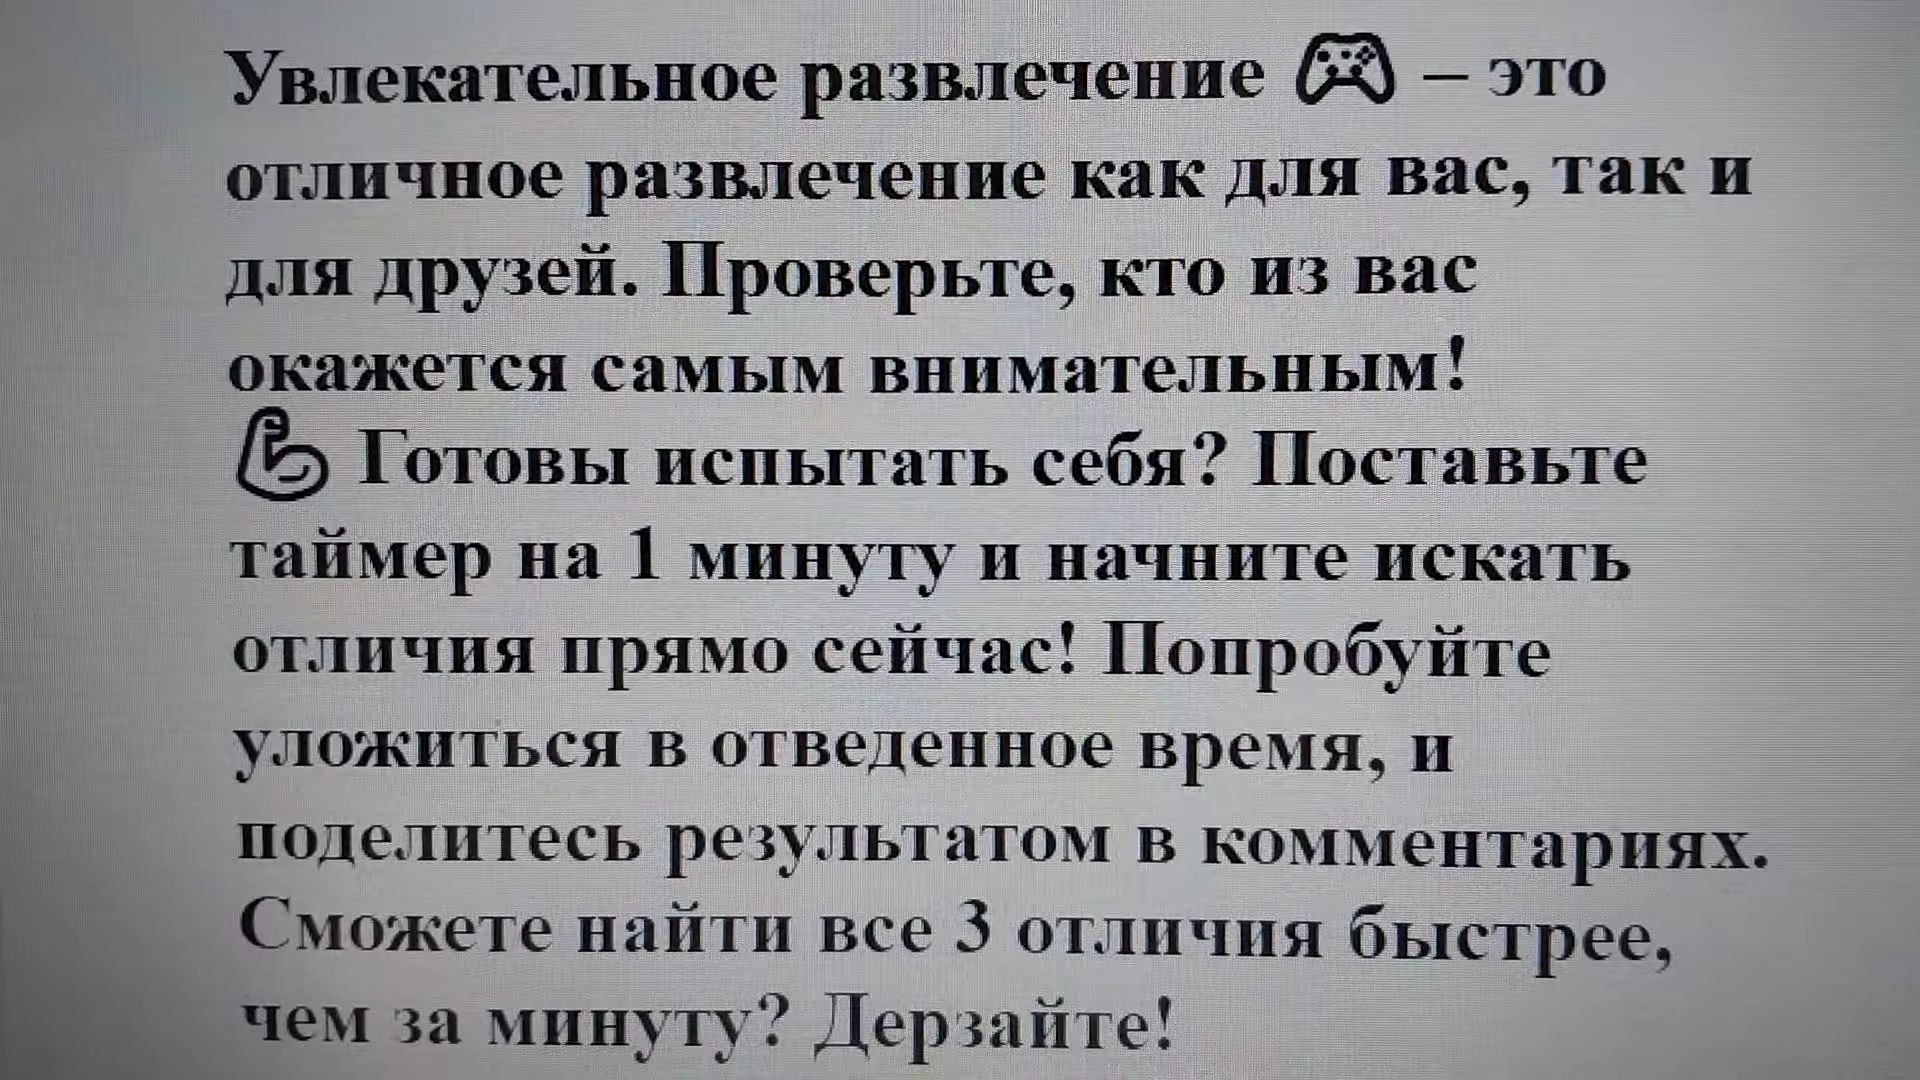 Увлекательное развлечение 🎮 – это
отличное развлечение как для вас, так и
для друзей. Проверьте, кто из вас
окажется самым внимательным!
💪 Готовы испытать себя? Поставьте
таймер на 1 минуту и начните искать
отличия прямо сейчас! Попробуйте
уложиться в отведенное время, и
поделитесь результатом в комментариях.
Сможете найти все 3 отличия быстрее,
чем за минуту? Дерзайте!